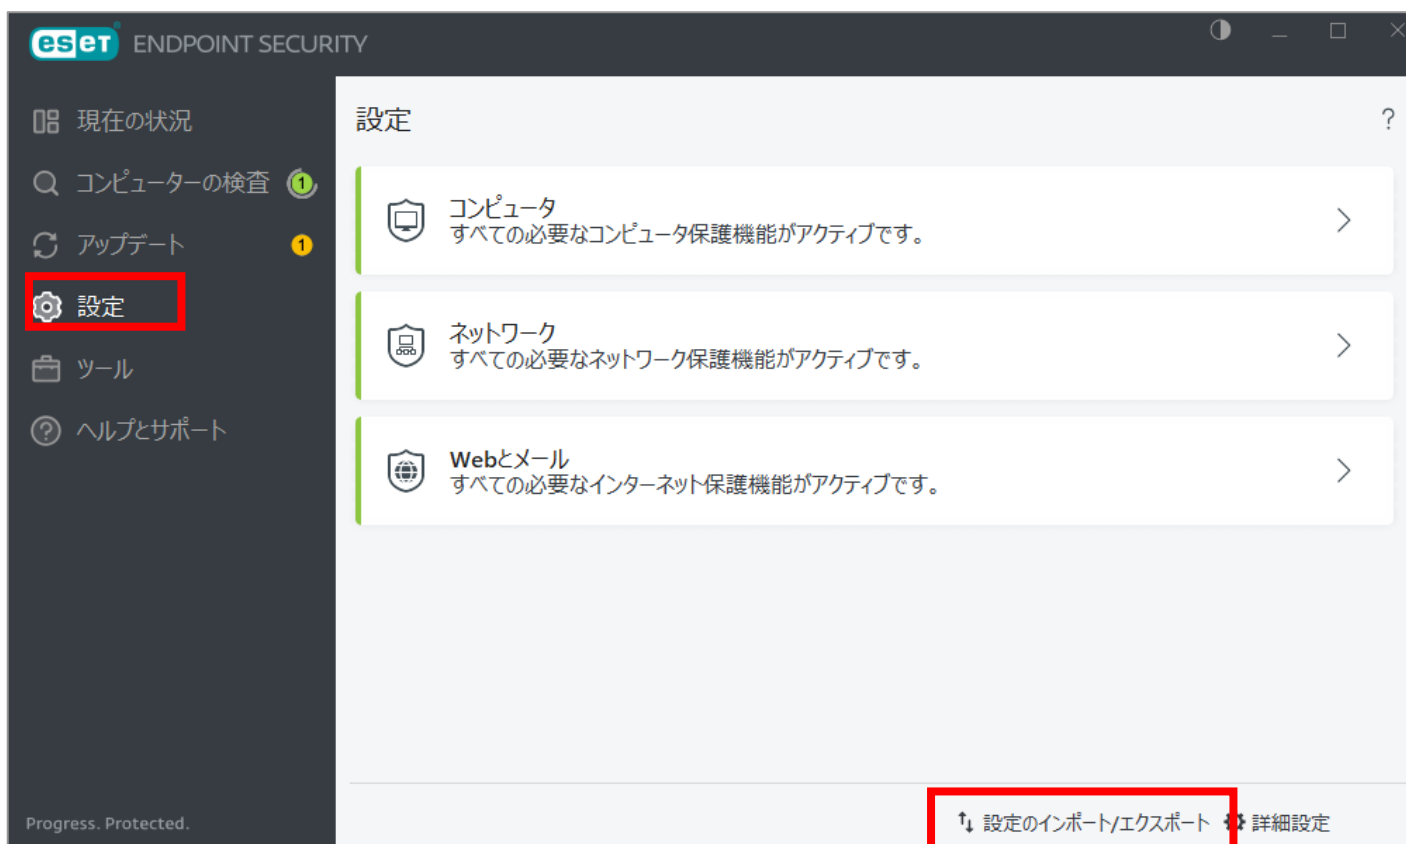 eset ENDPOINT SECURITY
現在の状況
コンピューターの検査 1
アップデート 1
設定
ツール
ヘルプとサポート
Progress. Protected.
設定
?
コンピュータ
すべての必要なコンピュータ保護機能がアクティブです。
ネットワーク
すべての必要なネットワーク保護機能がアクティブです。
Webとメール
すべての必要なインターネット保護機能がアクティブです。
設定のインポート/エクスポート 詳細設定